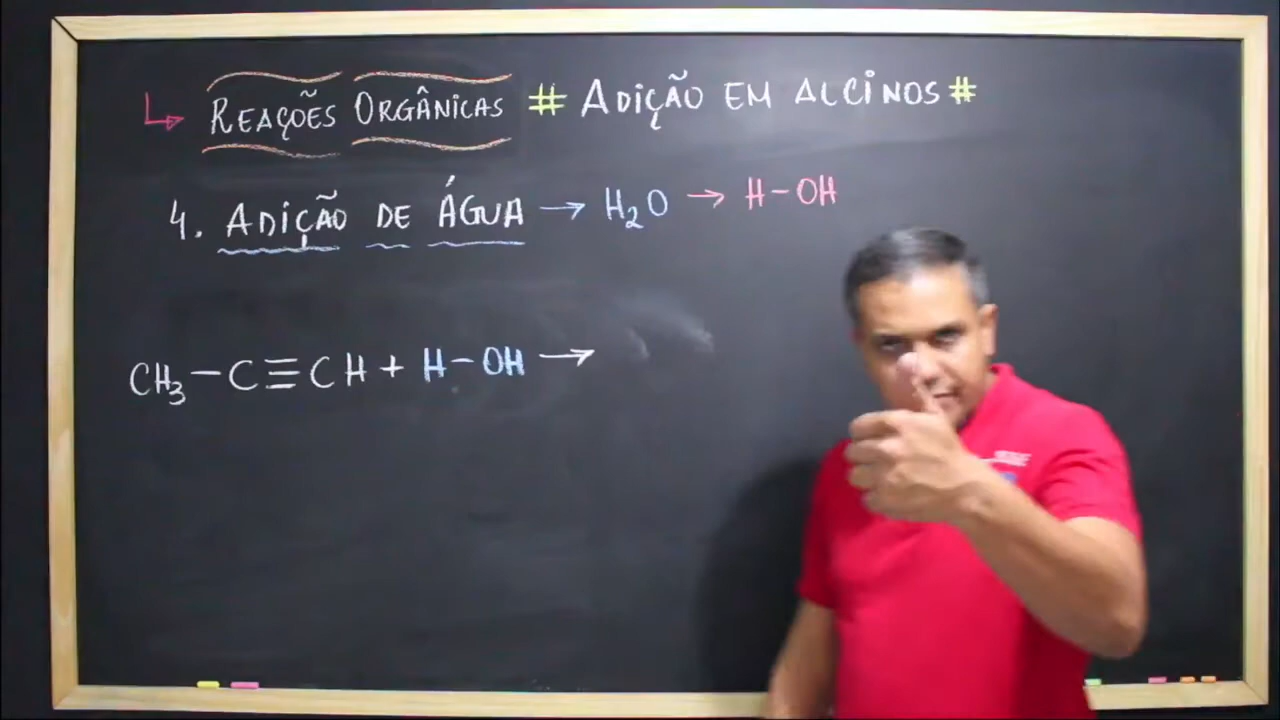 REAÇÕES ORGÂNICAS # ADIÇÃO EM ALCINOS #
4. ADIÇÃO DE ÁGUA → H₂O → H-OH
CH₃-C≡CH + H-OH →